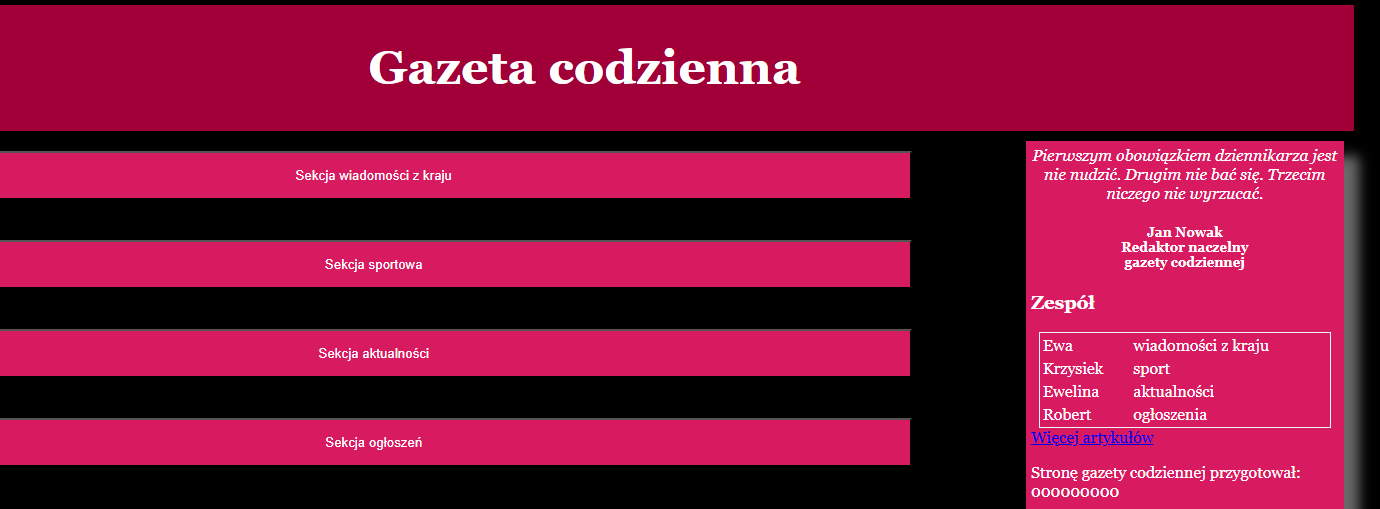 Gazeta codzienna
Sekcja wiadomości z kraju
Sekcja sportowa
Sekcja aktualności
Sekcja ogłoszeń
Pierwszym obowiązkiem dziennikarza jest
nie nudzić. Drugim nie bać się. Trzecim
niczego nie wyrzucać.
Jan Nowak
Redaktor naczelny
gazety codziennej
Zespół
Ewa wiadomości z kraju
Krzysiek sport
Ewelina aktualności
Robert ogłoszenia
Więcej artykułów
Stronę gazety codziennej przygotował:
000000000